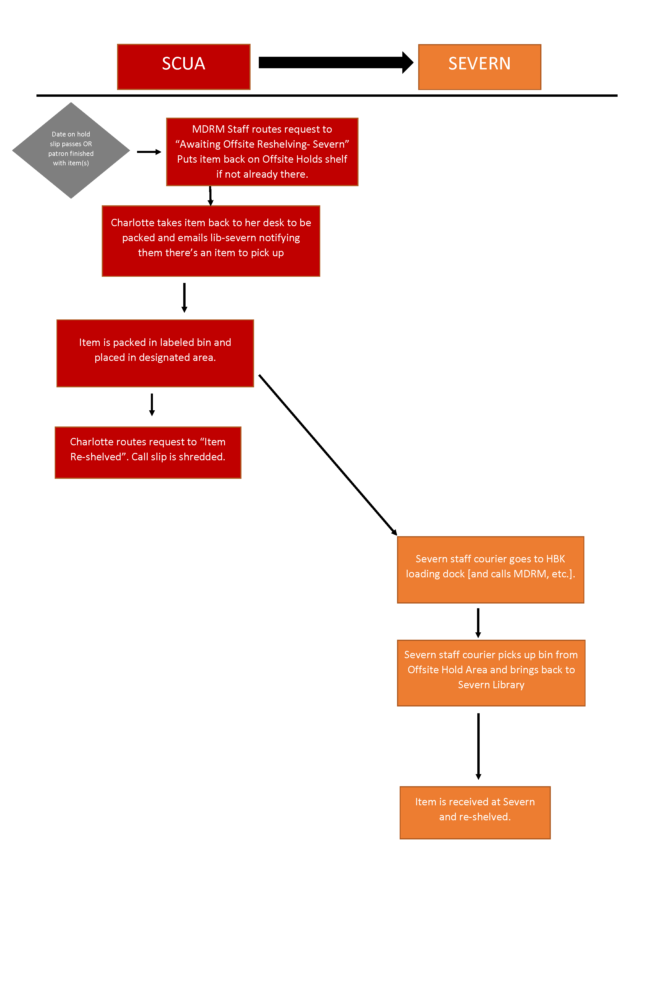 SCUA
SEVERN
Date on hold
slip passes OR
patron finished
with item(s)
MDRM Staff routes request to
“Awaiting Offsite Reshelving- Severn”
Puts item back on Offsite Holds shelf
if not already there.
Charlotte takes item back to her desk to be
packed and emails lib-severn notifying
them there’s an item to pick up
Item is packed in labeled bin and
placed in designated area.
Charlotte routes request to “Item
Re-shelved”. Call slip is shredded.
Severn staff courier goes to HBK
loading dock [and calls MDRM, etc.].
Severn staff courier picks up bin from
Offsite Hold Area and brings back to
Severn Library
Item is received at Severn
and re-shelved.